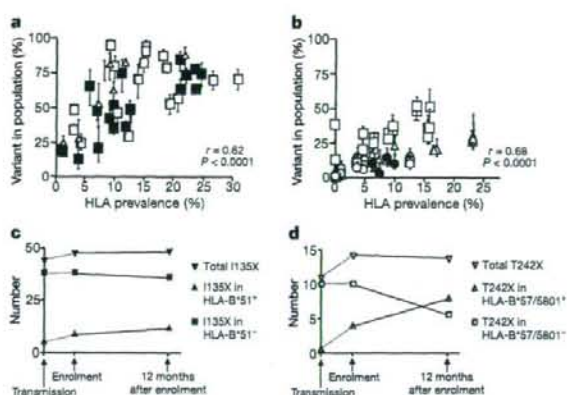 a
Variant in population (%)
100
75
50
25
0
0 5 10 15 20 25 30
HLA prevalence (%)
r = 0.62
P < 0.0001
b
Variant in population (%)
100
75
50
25
0
0 5 10 15 20 25
HLA prevalence (%)
r = 0.68
P < 0.0001
c
Number
50
25
0
Transmission
Enrolment
12 months
after enrolment
Total I135X
I135X in
HLA-B*51⁺
I135X in
HLA-B*51⁻
d
Number
15
10
5
0
Transmission
Enrolment
12 months
after enrolment
Total T242X
T242X in
HLA-B*57/5801⁺
T242X in
HLA-B*57/5801⁻